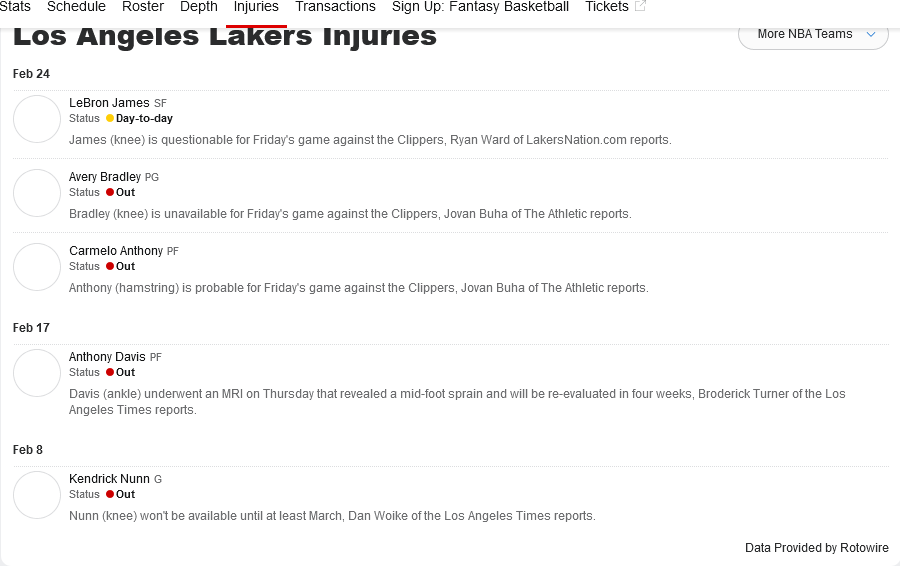 Stats Schedule Roster Depth Injuries Transactions Sign Up: Fantasy Basketball Tickets
Los Angeles Lakers Injuries
More NBA Teams
Feb 24
LeBron James SF
Status Day-to-day
James (knee) is questionable for Friday's game against the Clippers, Ryan Ward of LakersNation.com reports.
Avery Bradley PG
Status Out
Bradley (knee) is unavailable for Friday's game against the Clippers, Jovan Buha of The Athletic reports.
Carmelo Anthony PF
Status Out
Anthony (hamstring) is probable for Friday's game against the Clippers, Jovan Buha of The Athletic reports.
Feb 17
Anthony Davis PF
Status Out
Davis (ankle) underwent an MRI on Thursday that revealed a mid-foot sprain and will be re-evaluated in four weeks, Broderick Turner of the Los
Angeles Times reports.
Feb 8
Kendrick Nunn G
Status Out
Nunn (knee) won't be available until at least March, Dan Woike of the Los Angeles Times reports.
Data Provided by Rotowire